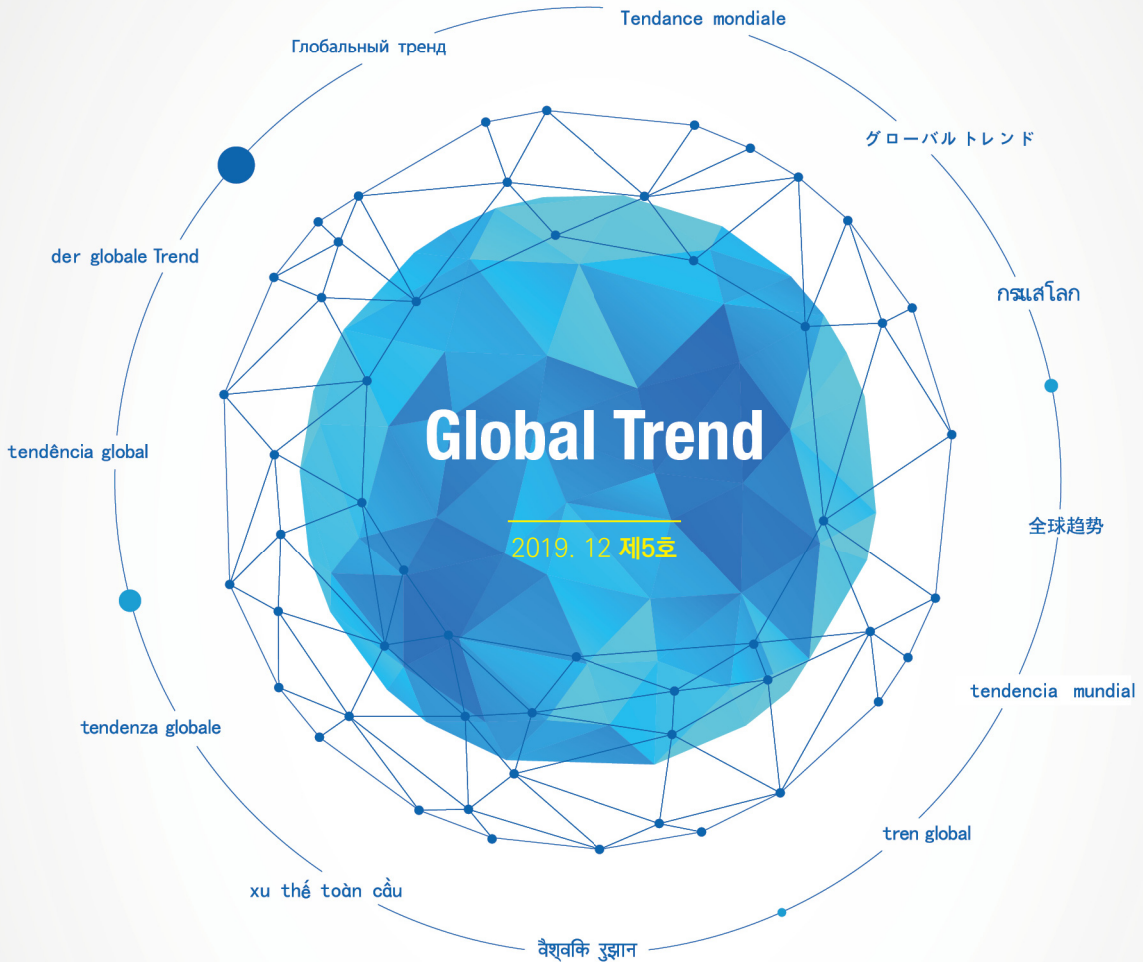 Tendance mondiale
Глобальный тренд
グローバル トレンド
der globale Trend
กระแสโลก
Global Trend
tendência global
全球趋势
2019. 12 제5호
tendencia mundial
tendenza globale
tren global
xu thế toàn cầu
वैश्वकि रुझान